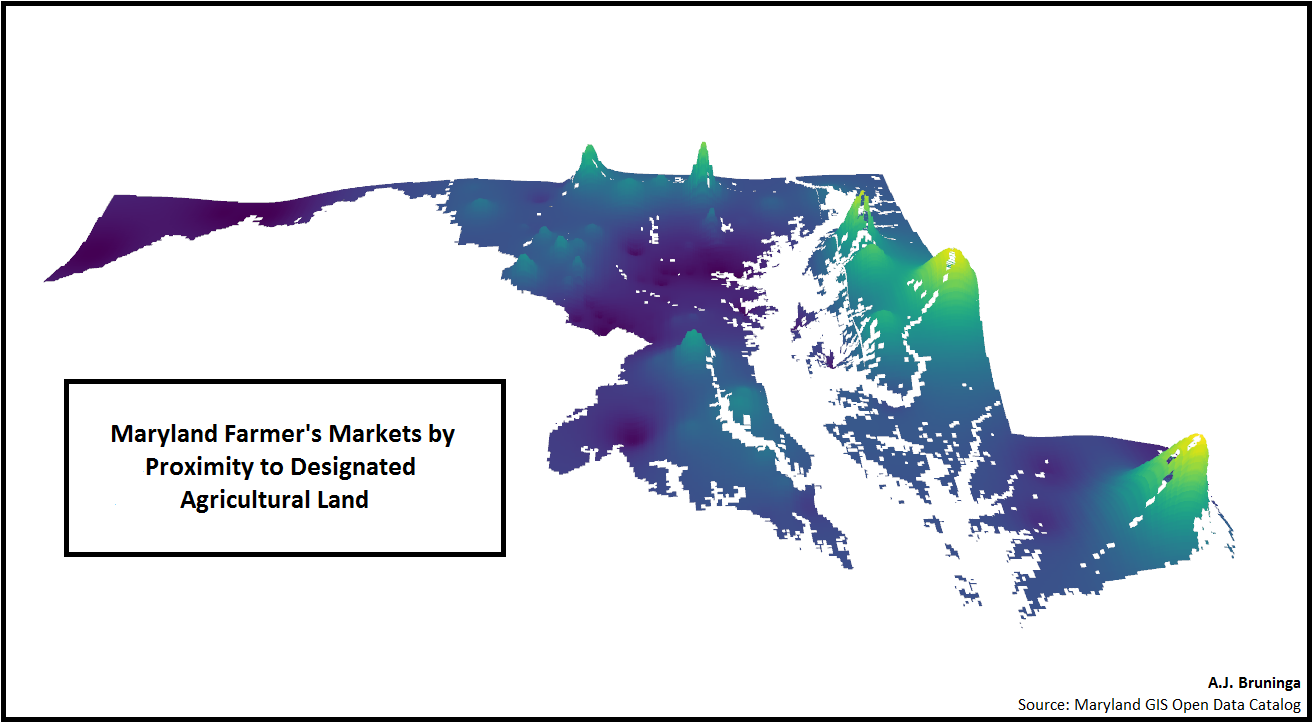 Maryland Farmer's Markets by
Proximity to Designated
Agricultural Land
A.J. Bruninga
Source: Maryland GIS Open Data Catalog